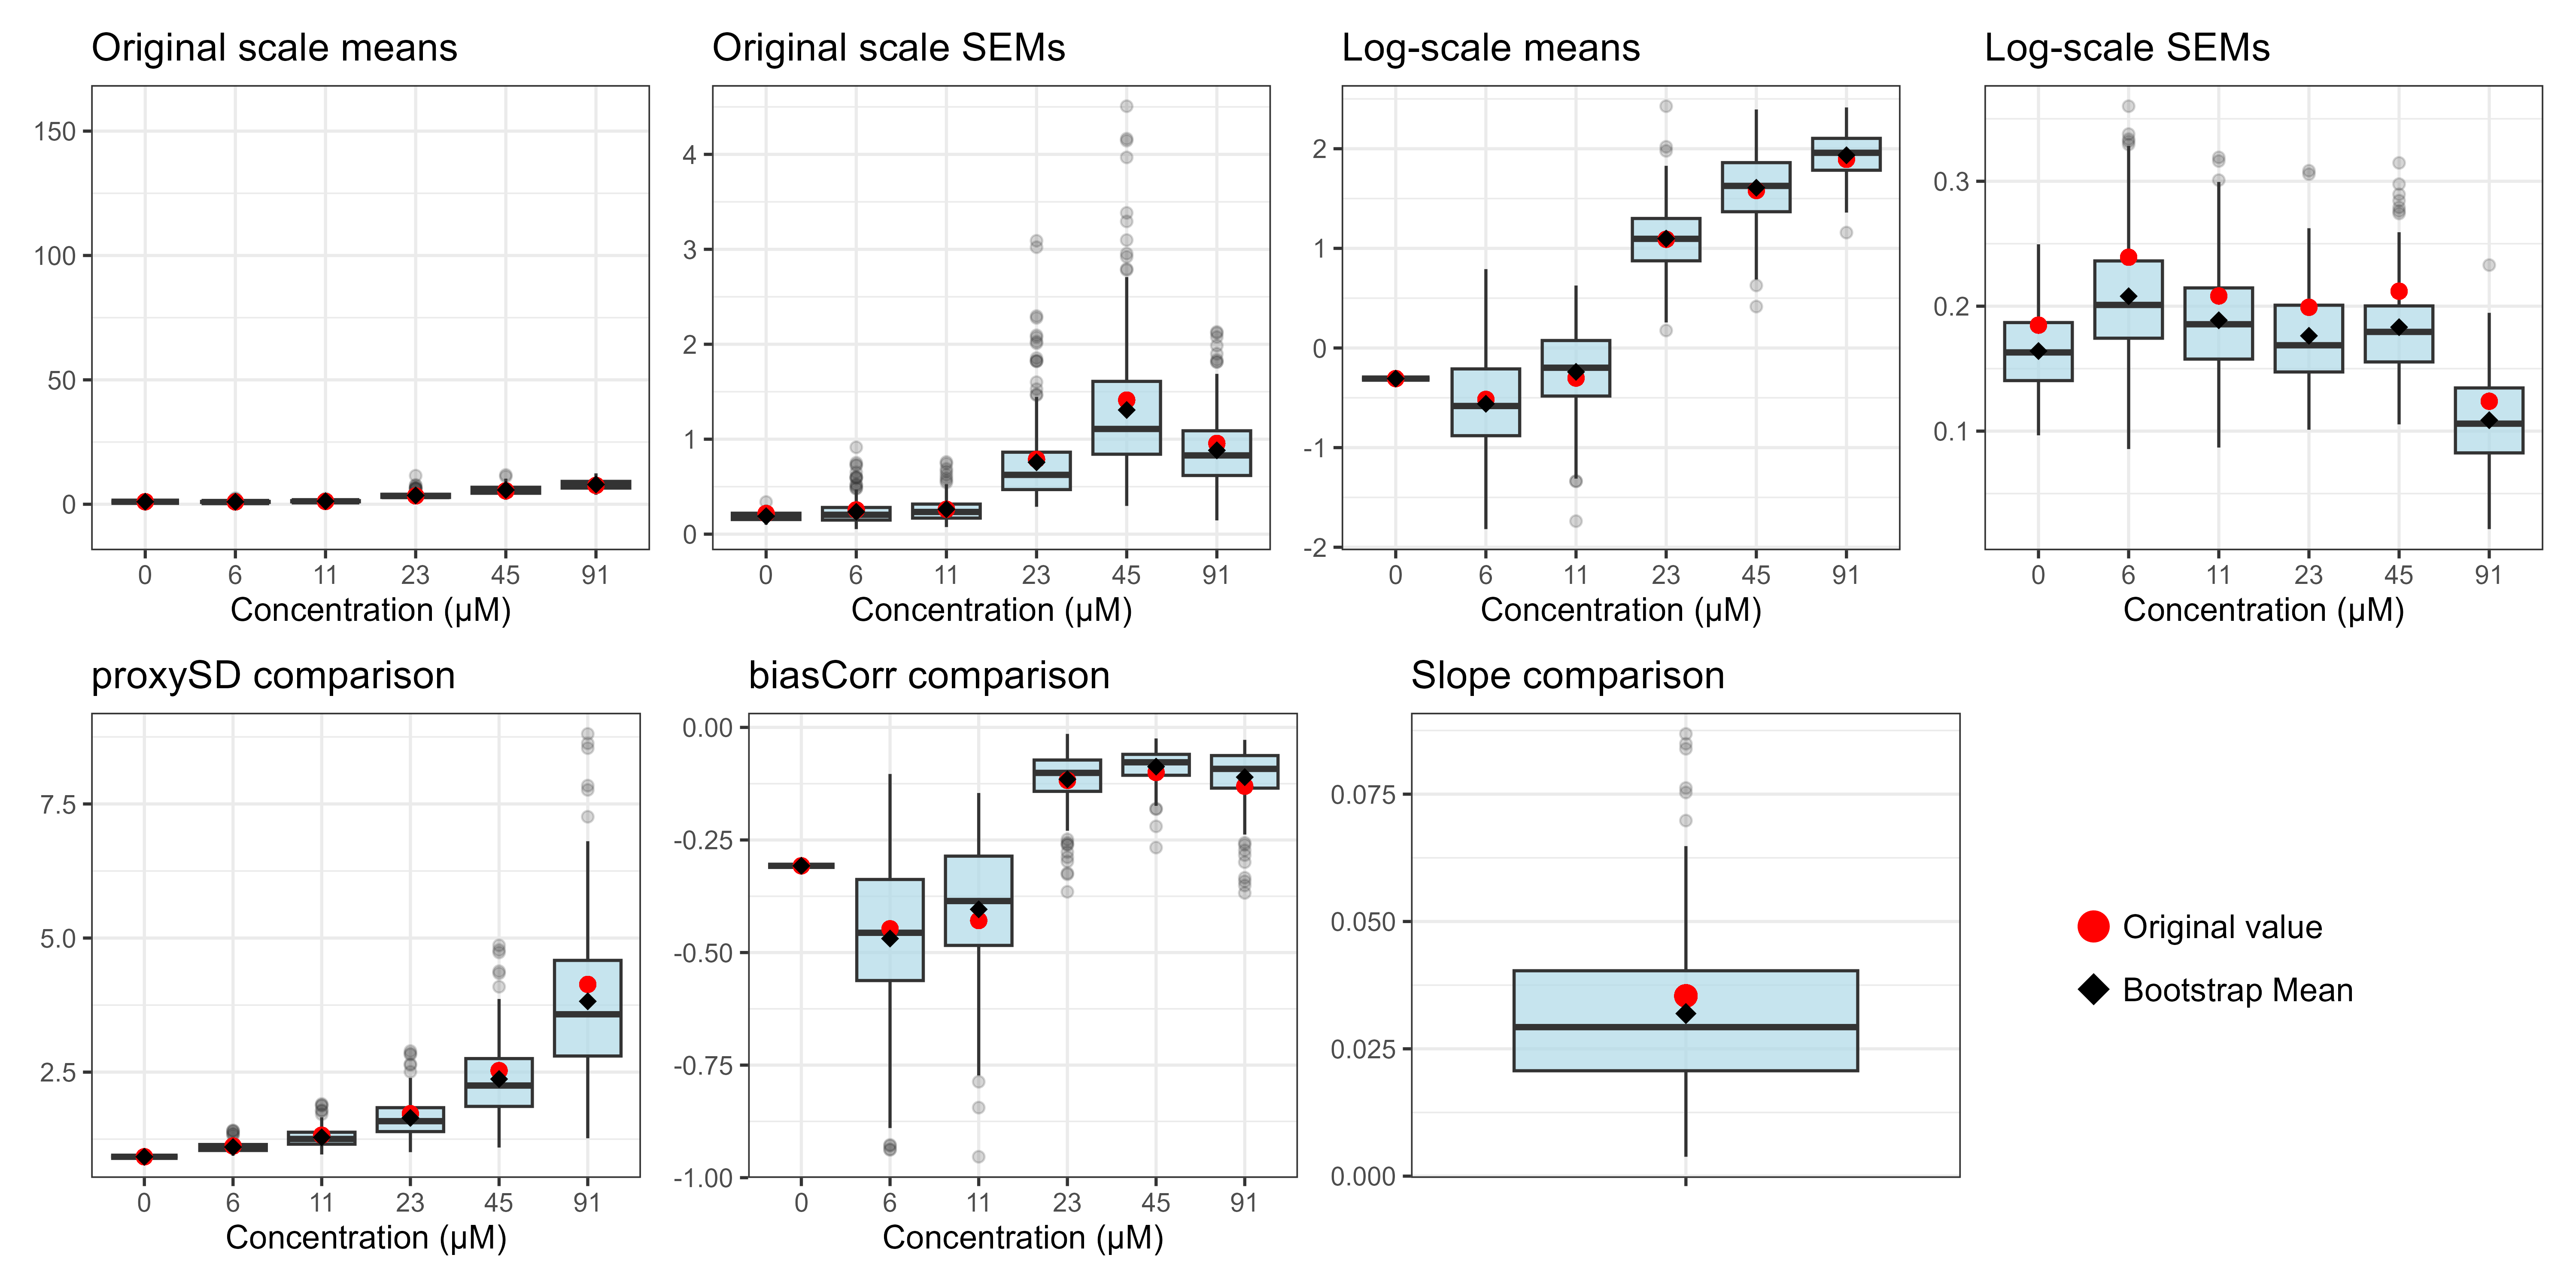 Original scale means
Original scale SEMs
Log-scale means
Log-scale SEMs
150
100
50
0
4
3
2
1
0
2
1
0
-1
-2
0.3
0.2
0.1
0 6 11 23 45 91
0 6 11 23 45 91
0 6 11 23 45 91
0 6 11 23 45 91
Concentration (µM)
Concentration (µM)
Concentration (µM)
Concentration (µM)
proxySD comparison
biasCorr comparison
Slope comparison
7.5
5.0
2.5
0.00
-0.25
-0.50
-0.75
-1.00
0.075
0.050
0.025
0.000
0 6 11 23 45 91
0 6 11 23 45 91
Concentration (µM)
Concentration (µM)
Original value
Bootstrap Mean